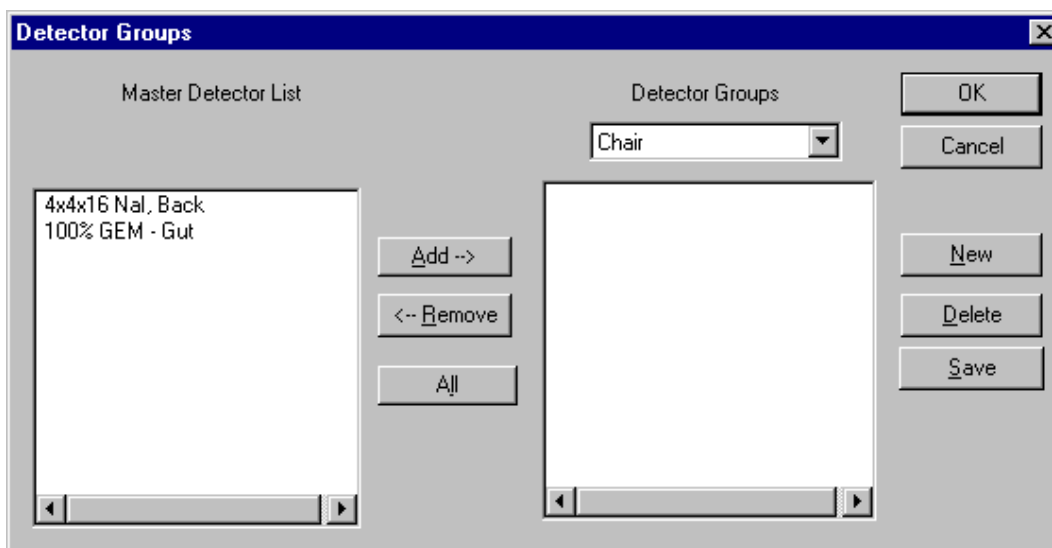 Detector Groups
Master Detector List
Detector Groups
OK
Chair
Cancel
4x4x16 NaI, Back
100% GEM - Gut
Add -->
New
<-- Remove
Delete
Save
All